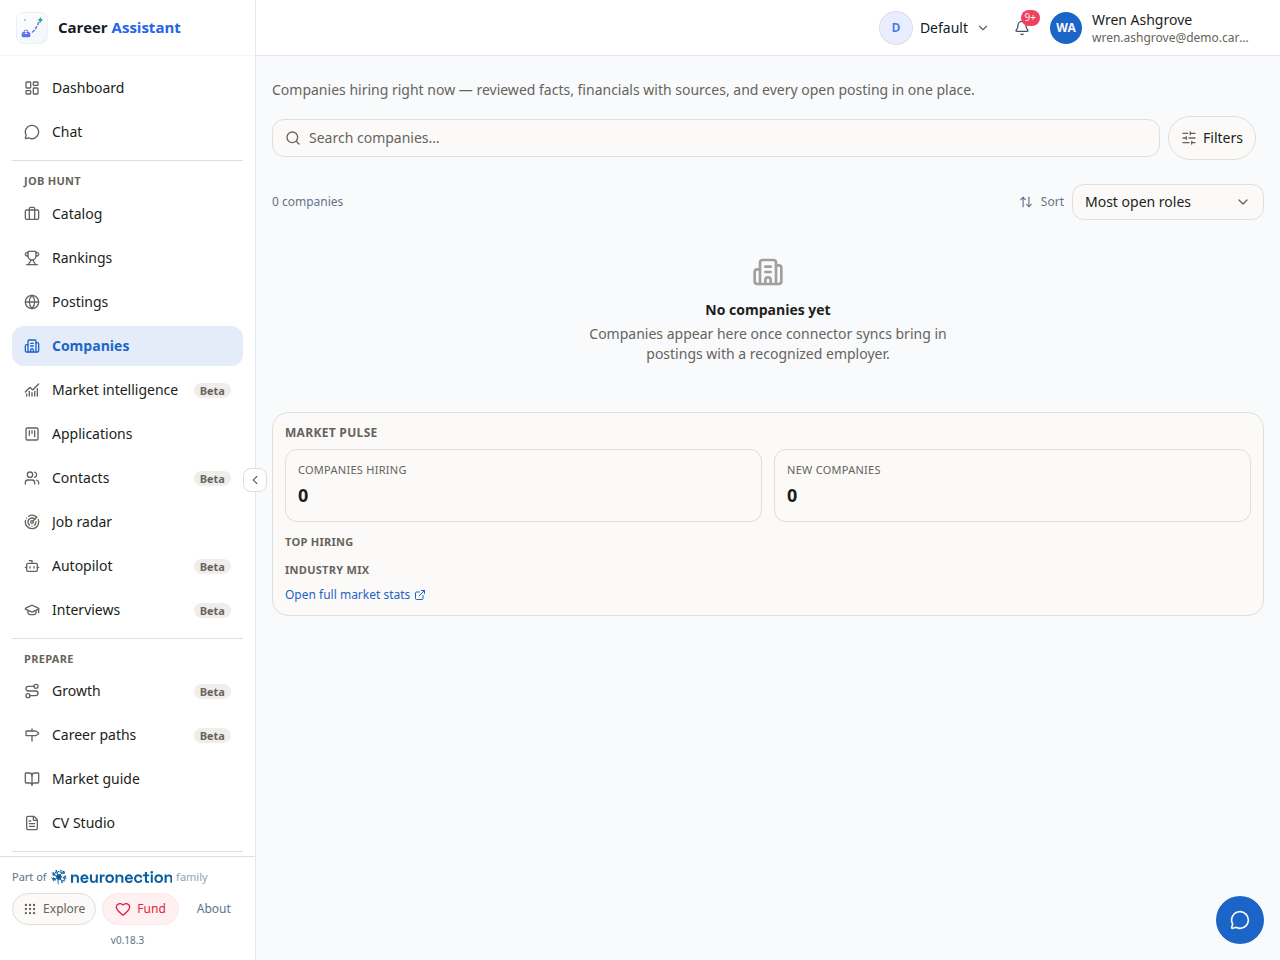 Career Assistant
D
Default
9+
WA
Wren Ashgrove
wren.ashgrove@demo.car...
Dashboard
Chat
JOB HUNT
Catalog
Rankings
Postings
Companies
Market intelligence Beta
Applications
Contacts Beta
Job radar
Autopilot Beta
Interviews Beta
PREPARE
Growth Beta
Career paths Beta
Market guide
CV Studio
Part of neuronection family
Explore
Fund
About
v0.18.3
Companies hiring right now — reviewed facts, financials with sources, and every open posting in one place.
Search companies...
Filters
0 companies
Sort
Most open roles
No companies yet
Companies appear here once connector syncs bring in
postings with a recognized employer.
MARKET PULSE
COMPANIES HIRING
0
NEW COMPANIES
0
TOP HIRING
INDUSTRY MIX
Open full market stats